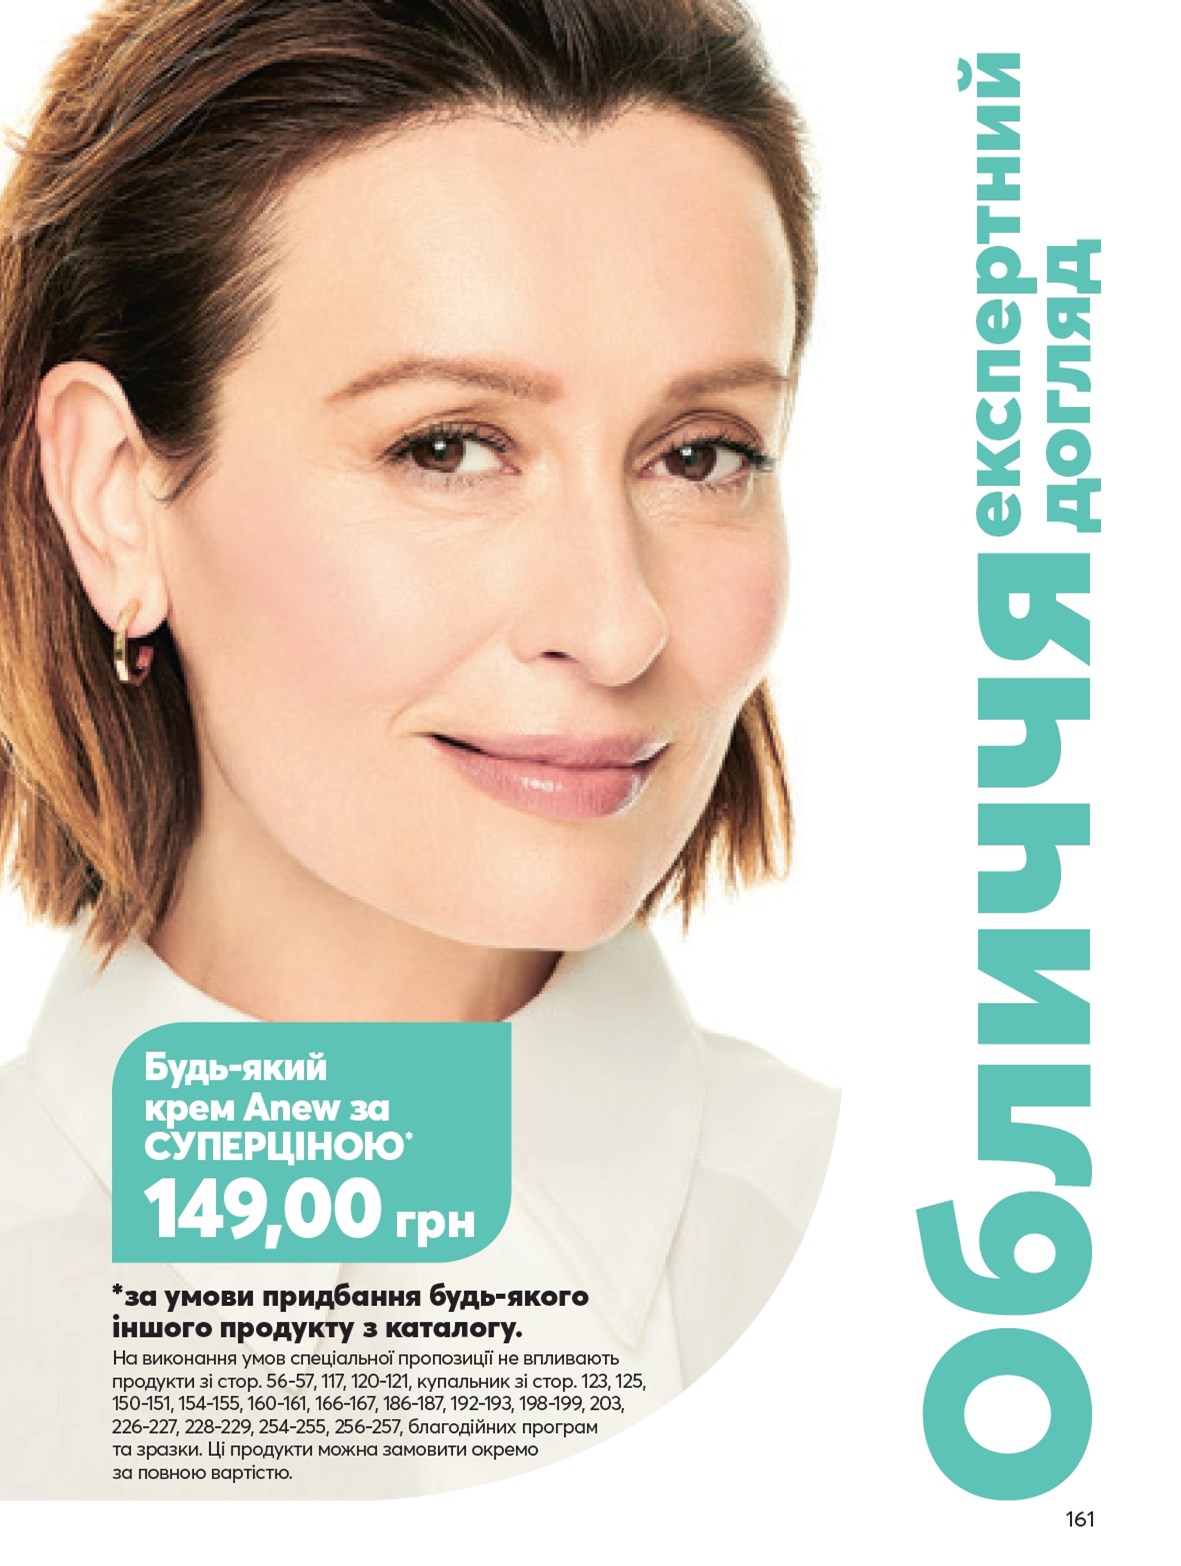 Обличчя
експертний
догляд
Будь-який
крем Anew за
СУПЕРЦІНОЮ*
149,00 грн
*за умови придбання будь-якого
іншого продукту з каталогу.
На виконання умов спеціальної пропозиції не впливають
продукти зі стор. 56-57, 117, 120-121, купальник зі стор. 123, 125,
150-151, 154-155, 160-161, 166-167, 186-187, 192-193, 198-199, 203,
226-227, 228-229, 254-255, 256-257, благодійних програм
та зразки. Ці продукти можна замовити окремо
за повною вартістю.
161